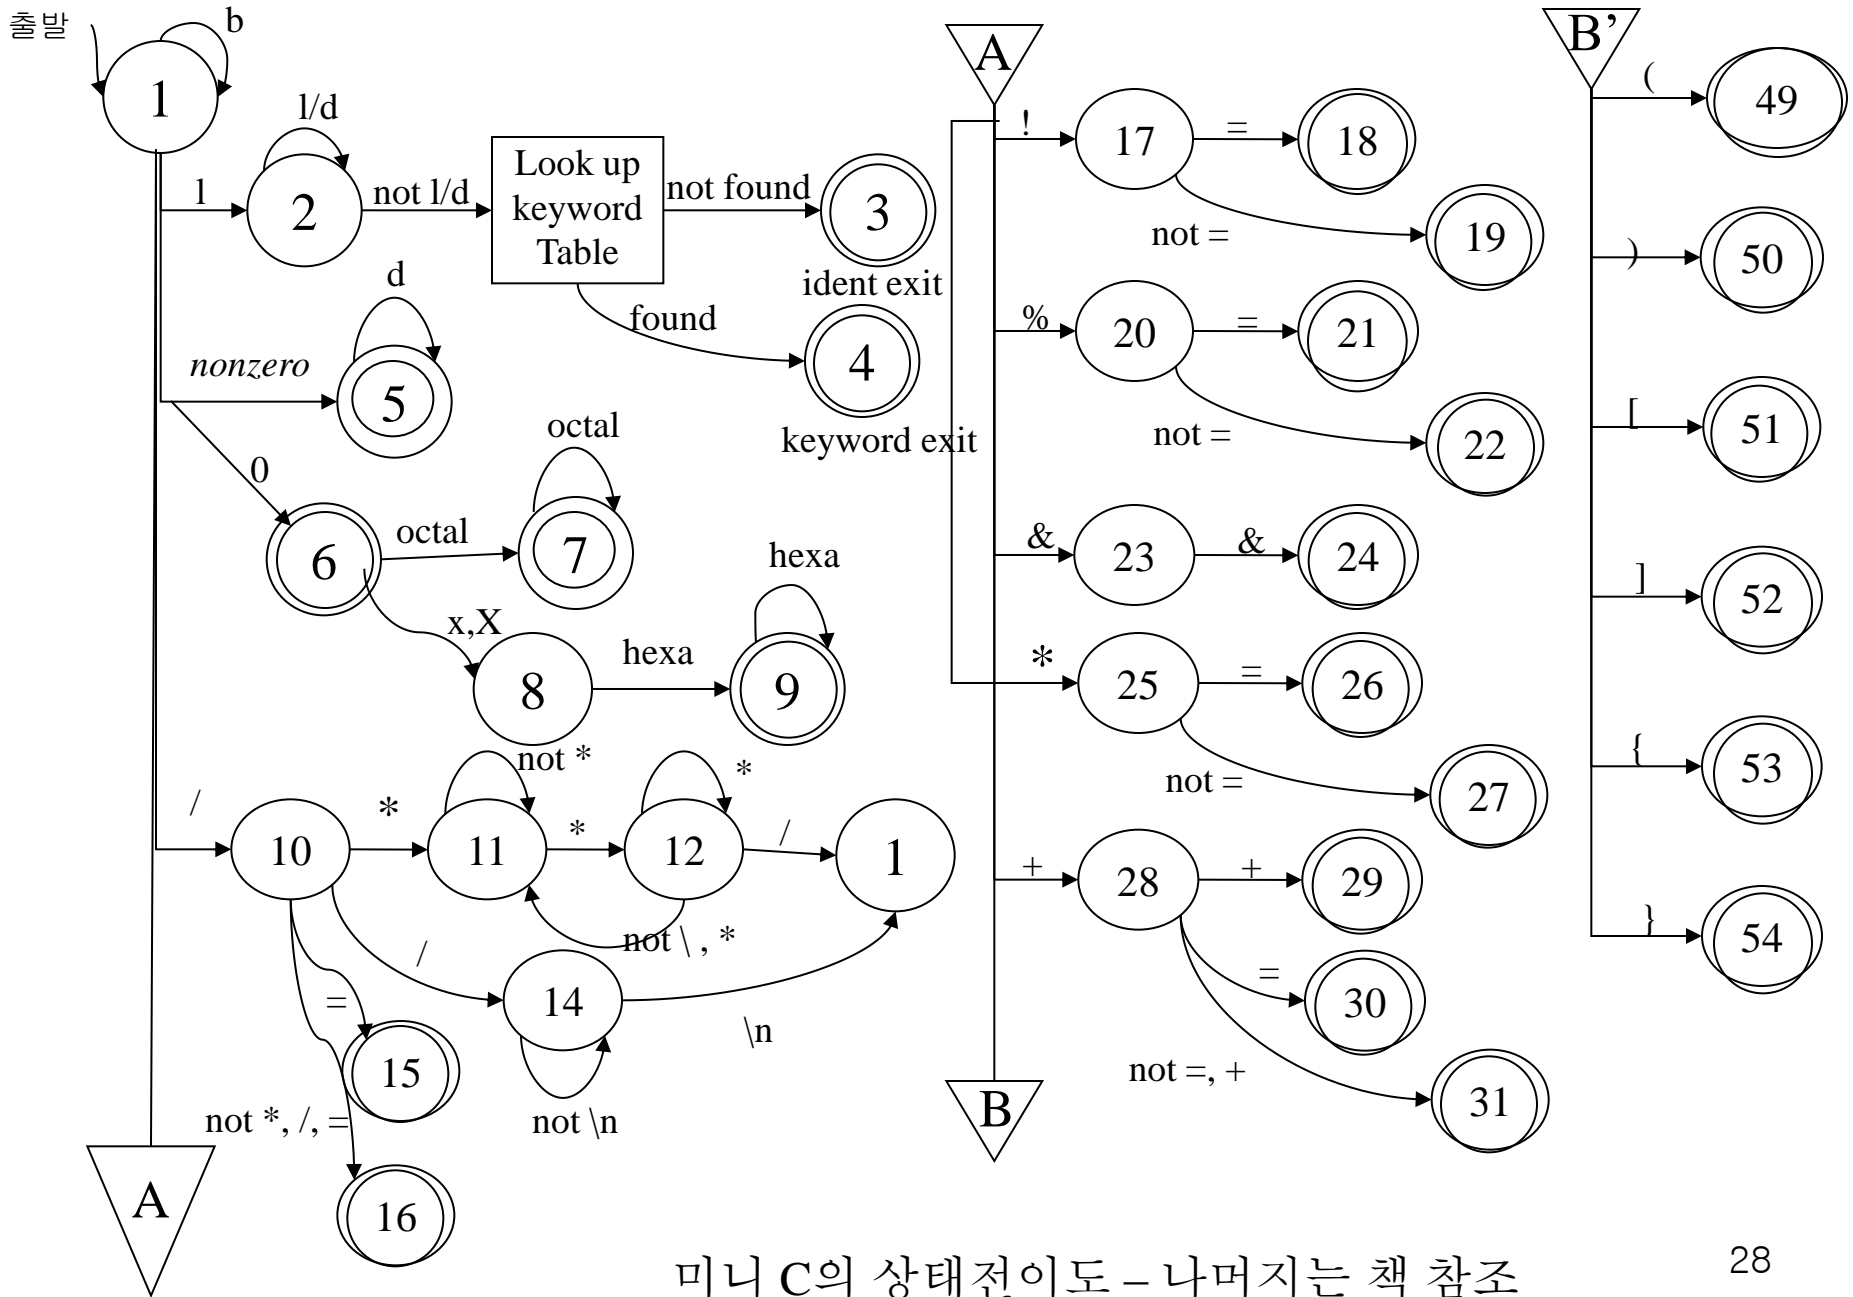 출발
b
1
l/d
l
2
not l/d
Look up
keyword
Table
not found
3
ident exit
found
4
keyword exit
d
nonzero
5
0
6
octal
octal
7
x,X
8
hexa
hexa
9
/
10
*
not *
11
*
*
12
/
1
not \ , *
/
14
\n
not \n
=
15
not *, /, =
16
A
A
!
17
=
18
not =
19
%
20
=
21
not =
22
&
23
&
24
*
25
=
26
not =
27
+
28
+
29
=
30
not =, +
31
B
B’
(
49
)
50
[
51
]
52
{
53
}
54
미니 C의 상태전이도 – 나머지는 책 참조
28